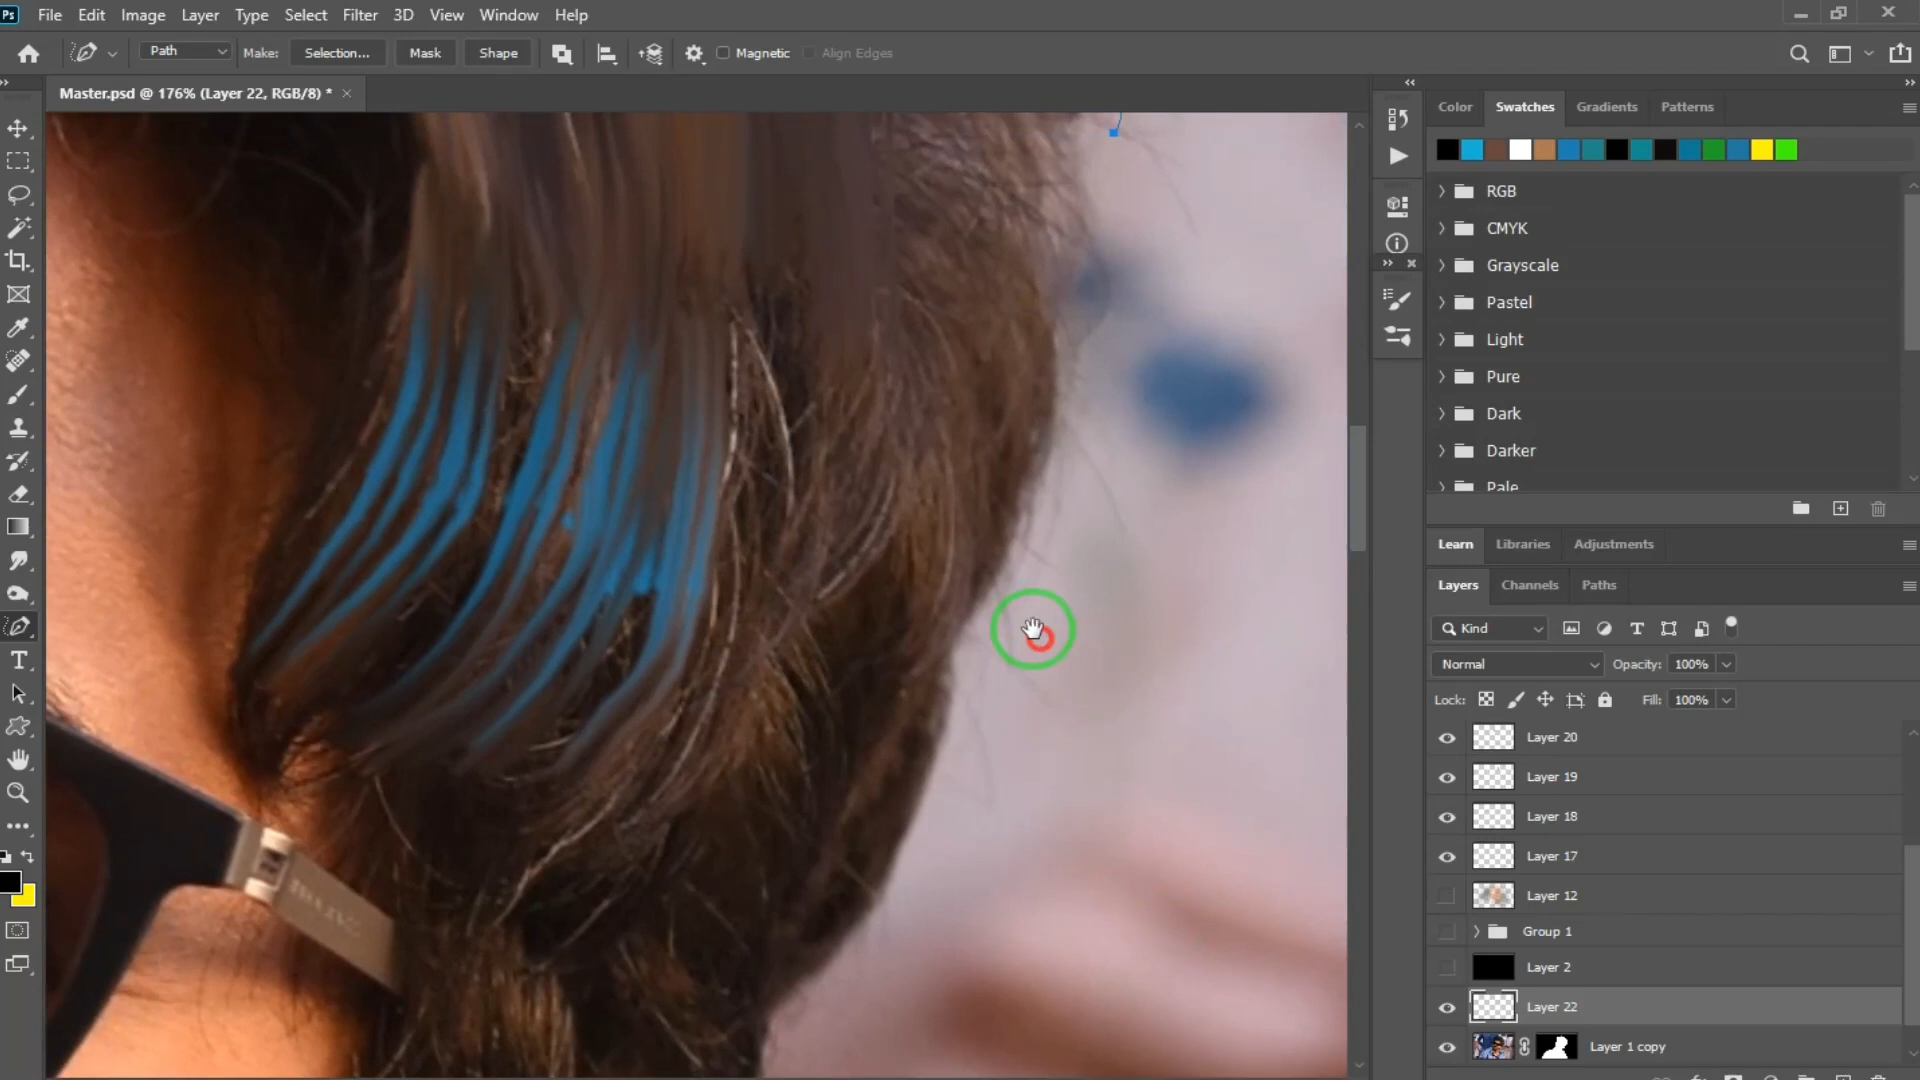 Ps File Edit Image Layer Type Select Filter 3D View Window Help
Path Make: Selection... Mask Shape Magnetic Align Edges
Master.psd @ 176% (Layer 22, RGB/8) *
Color Swatches Gradients Patterns
RGB
CMYK
Grayscale
Pastel
Light
Pure
Dark
Darker
Pale
Learn Libraries Adjustments
Layers Channels Paths
Kind
Normal Opacity: 100%
Lock: Fill: 100%
Layer 20
Layer 19
Layer 18
Layer 17
Layer 12
Group 1
Layer 2
Layer 22
Layer 1 copy